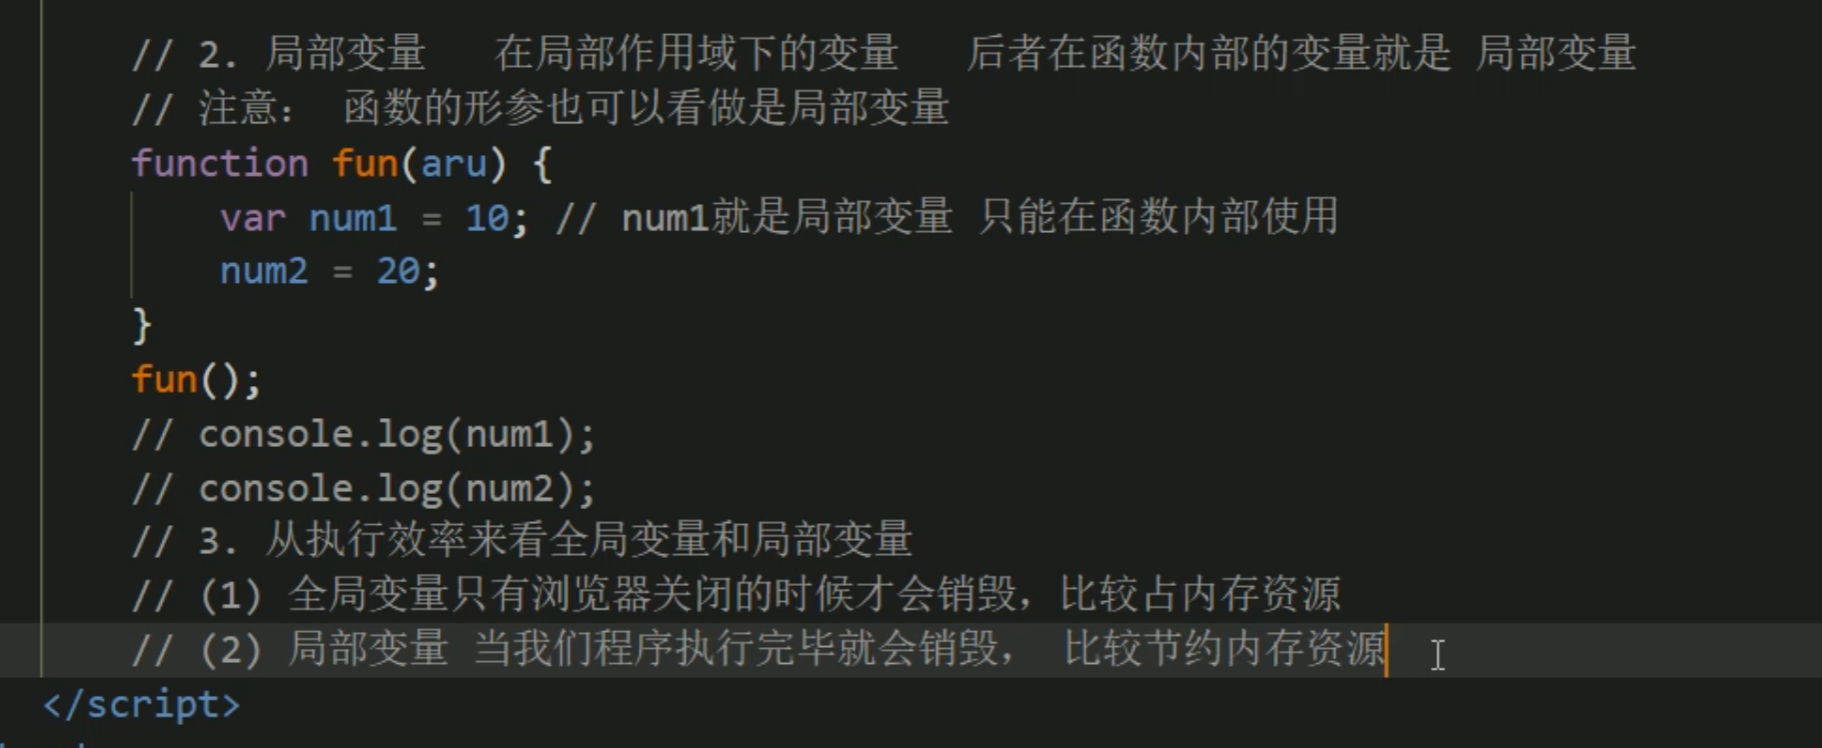 // 2. 局部变量   在局部作用域下的变量   后者在函数内部的变量就是 局部变量
// 注意： 函数的形参也可以看做是局部变量
function fun(aru) {
    var num1 = 10; // num1就是局部变量 只能在函数内部使用
    num2 = 20;
}
fun();
// console.log(num1);
// console.log(num2);
// 3. 从执行效率来看全局变量和局部变量
// (1) 全局变量只有浏览器关闭的时候才会销毁，比较占内存资源
// (2) 局部变量 当我们程序执行完毕就会销毁， 比较节约内存资源
</script>